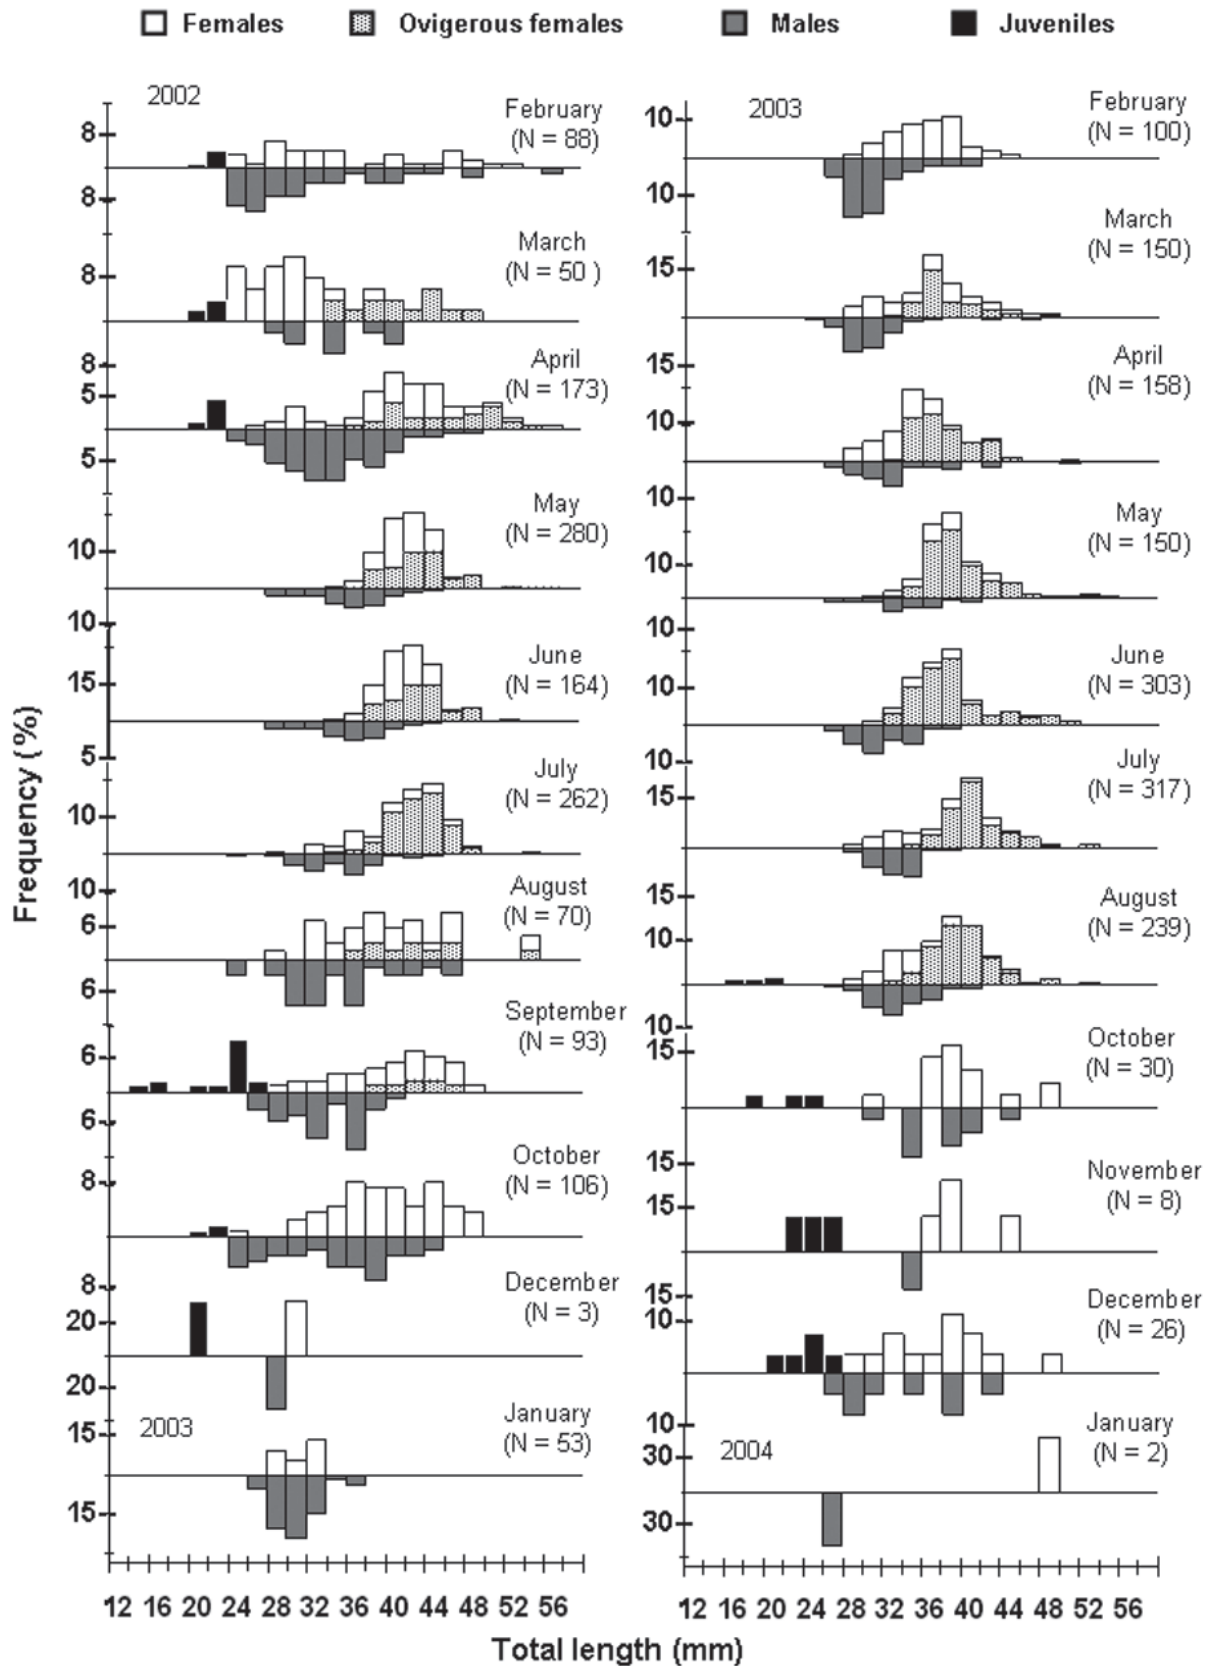 Females Ovigerous females Males Juveniles
Frequency (%)
2002
February
(N = 88)
8
8
March
(N = 50 )
8
8
April
(N = 173)
5
5
May
(N = 280)
10
10
June
(N = 164)
15
5
July
(N = 262)
10
10
August
(N = 70)
6
6
September
(N = 93)
6
6
October
(N = 106)
8
8
December
(N = 3)
20
20
2003
January
(N = 53)
15
15
12 16 20 24 28 32 36 40 44 48 52 56
2003
February
(N = 100)
10
10
March
(N = 150)
15
15
April
(N = 158)
10
10
May
(N = 150)
10
10
June
(N = 303)
10
10
July
(N = 317)
15
15
August
(N = 239)
10
10
October
(N = 30)
15
15
November
(N = 8)
15
15
December
(N = 26)
10
10
2004
January
(N = 2)
30
30
12 16 20 24 28 32 36 40 44 48 52 56
Total length (mm)